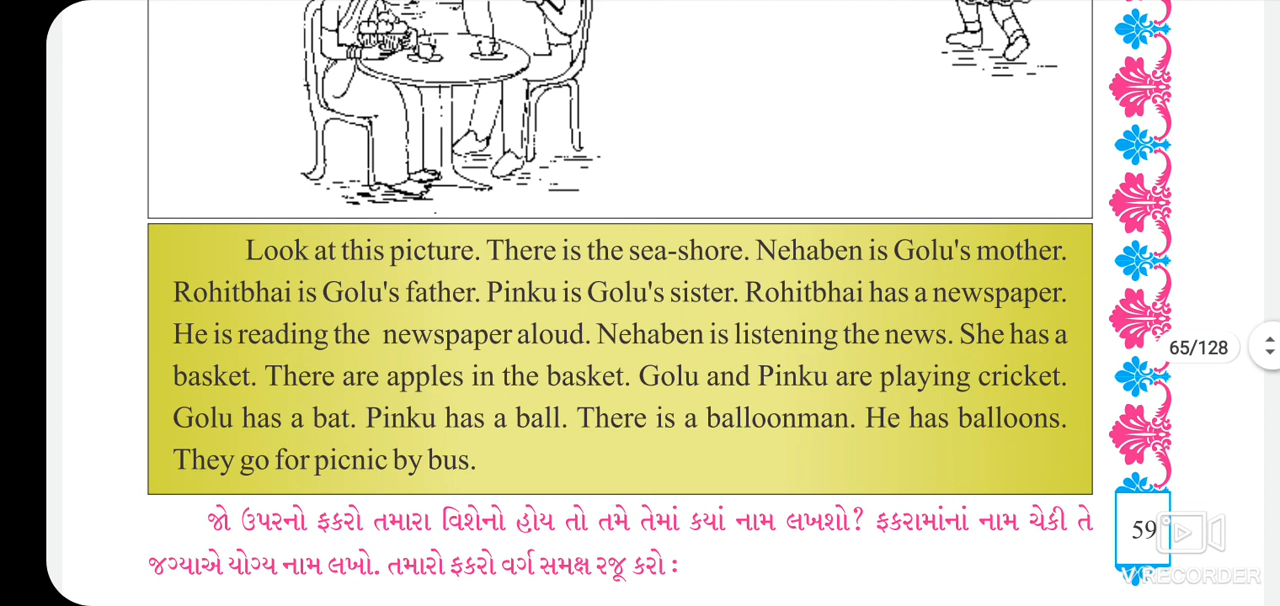 Look at this picture. There is the sea-shore. Nehaben is Golu's mother.
Rohitbhai is Golu's father. Pinku is Golu's sister. Rohitbhai has a newspaper.
He is reading the newspaper aloud. Nehaben is listening the news. She has a
65/128
basket. There are apples in the basket. Golu and Pinku are playing cricket.
Golu has a bat. Pinku has a ball. There is a balloonman. He has balloons.
They go for picnic by bus.
જો ઉપરનો ફકરો તમારા વિશેનો હોય તો તમે તેમાં કયાં નામ લખશો? ફકરામાંનાં નામ ચેકી તે
જગ્યાએ યોગ્ય નામ લખો. તમારો ફકરો વર્ગ સમક્ષ રજૂ કરો :
59
V RECORDER